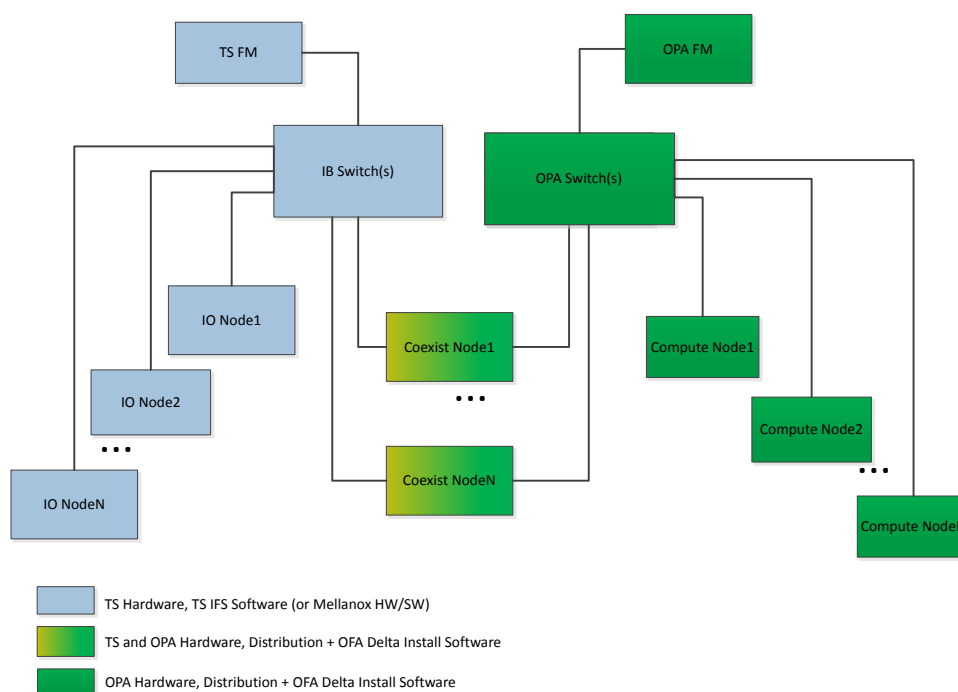 TS FM
OPA FM
IB Switch(s)
OPA Switch(s)
IO Node1
Coexist Node1
Compute Node1
...
IO Node2
Compute Node2
...
Coexist NodeN
...
IO NodeN
Compute Node
TS Hardware, TS IFS Software (or Mellanox HW/SW)
TS and OPA Hardware, Distribution + OFA Delta Install Software
OPA Hardware, Distribution + OFA Delta Install Software